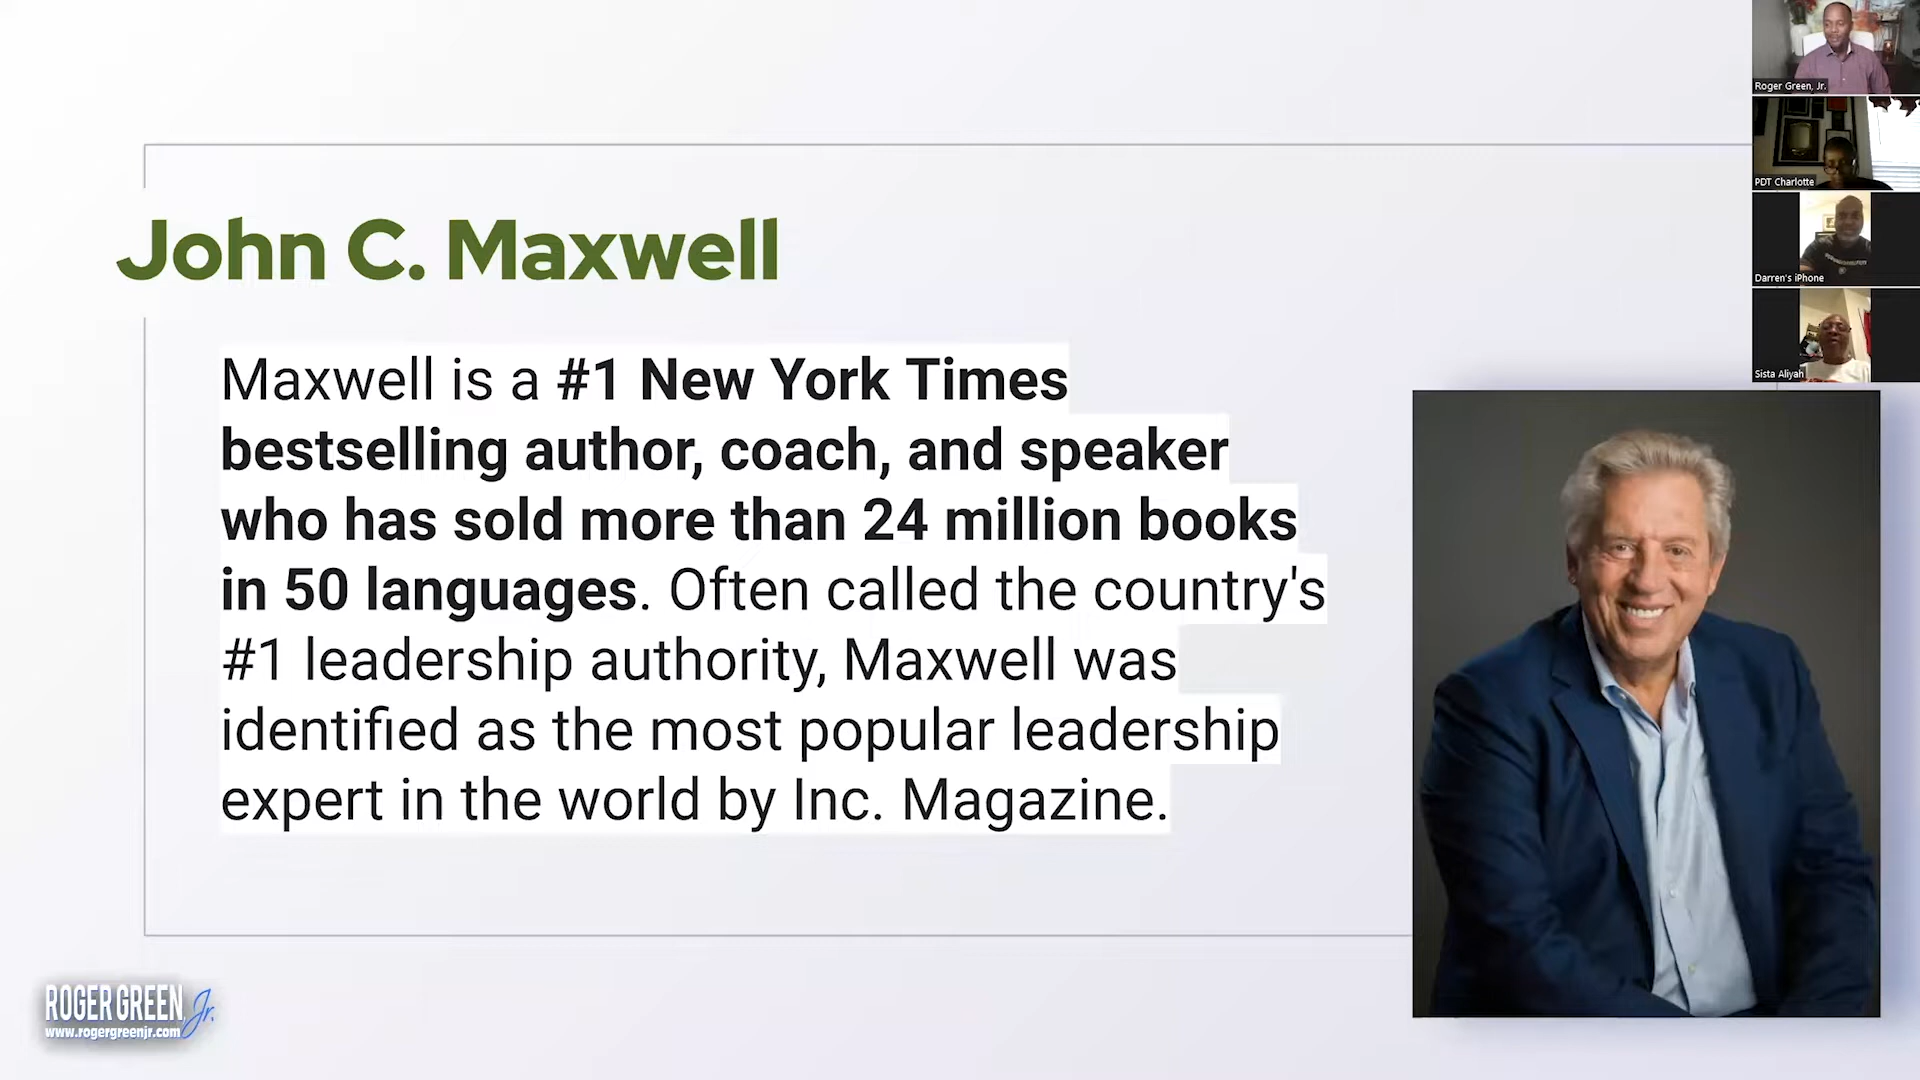 John C. Maxwell
Maxwell is a #1 New York Times
bestselling author, coach, and speaker
who has sold more than 24 million books
in 50 languages. Often called the country's
#1 leadership authority, Maxwell was
identified as the most popular leadership
expert in the world by Inc. Magazine.
Roger Green, Jr.
PDT Charlotte
Darren's iPhone
Sista Aliyah
ROGER GREEN, Jr.
www.rogergreenjr.com